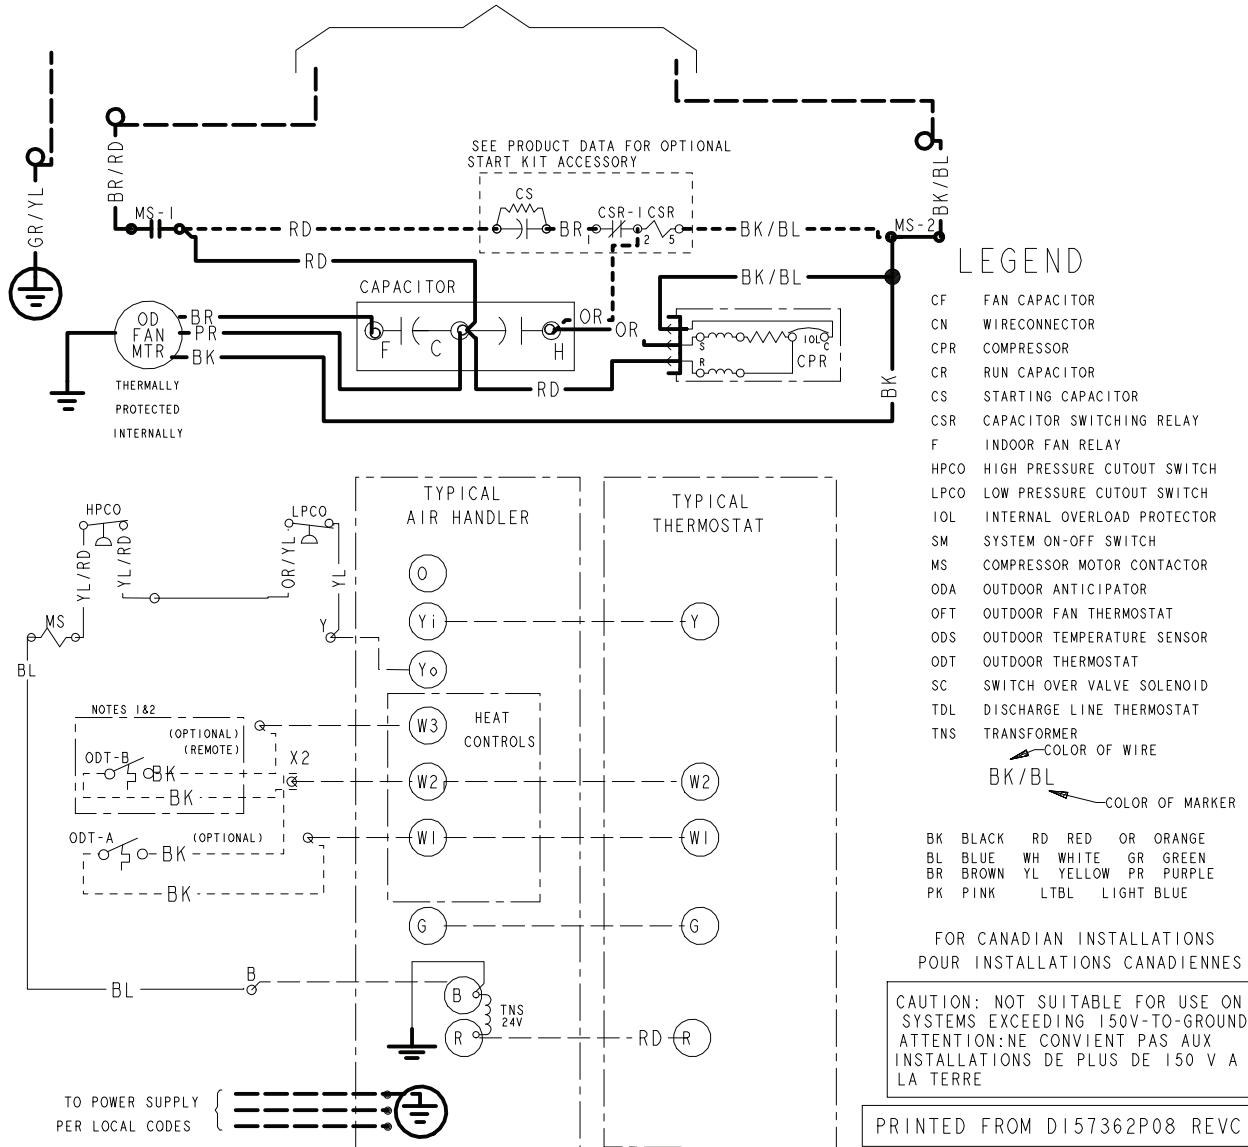 SEE PRODUCT DATA FOR OPTIONAL
START KIT ACCESSORY
BR/RD
GR/YL
MS-1
RD
RD
CS
BR
CSR-1
CSR
1
2
5
BK/BL
MS-2
BK/BL
BK/BL
CAPACITOR
OD
FAN
MTR
BR
PR
BK
F
C
H
OR
OR
S
R
IOL
C
CPR
RD
BK
THERMALLY
PROTECTED
INTERNALLY
LEGEND
CF FAN CAPACITOR
CN WIRECONNECTOR
CPR COMPRESSOR
CR RUN CAPACITOR
CS STARTING CAPACITOR
CSR CAPACITOR SWITCHING RELAY
F INDOOR FAN RELAY
HPCO HIGH PRESSURE CUTOUT SWITCH
LPCO LOW PRESSURE CUTOUT SWITCH
IOL INTERNAL OVERLOAD PROTECTOR
SM SYSTEM ON-OFF SWITCH
MS COMPRESSOR MOTOR CONTACTOR
ODA OUTDOOR ANTICIPATOR
OFT OUTDOOR FAN THERMOSTAT
ODS OUTDOOR TEMPERATURE SENSOR
ODT OUTDOOR THERMOSTAT
SC SWITCH OVER VALVE SOLENOID
TDL DISCHARGE LINE THERMOSTAT
TNS TRANSFORMER
COLOR OF WIRE
BK/BL
COLOR OF MARKER
BK BLACK RD RED OR ORANGE
BL BLUE WH WHITE GR GREEN
BR BROWN YL YELLOW PR PURPLE
PK PINK LTBL LIGHT BLUE
HPCO
YL/RD
YL/RD
LPCO
OR/YL
YL
MS
BL
Y
TYPICAL
AIR HANDLER
TYPICAL
THERMOSTAT
O
Yi
Y
Yo
NOTES 1&2
(OPTIONAL)
(REMOTE)
ODT-B
BK
BK
X2
W3
HEAT
CONTROLS
W2
W2
ODT-A
(OPTIONAL)
BK
BK
W1
W1
G
G
BL
B
B
TNS
24V
R
RD
R
TO POWER SUPPLY
PER LOCAL CODES
FOR CANADIAN INSTALLATIONS
POUR INSTALLATIONS CANADIENNES
CAUTION: NOT SUITABLE FOR USE ON
SYSTEMS EXCEEDING 150V-TO-GROUND
ATTENTION:NE CONVIENT PAS AUX
INSTALLATIONS DE PLUS DE 150 V A
LA TERRE
PRINTED FROM D157362P08 REVC